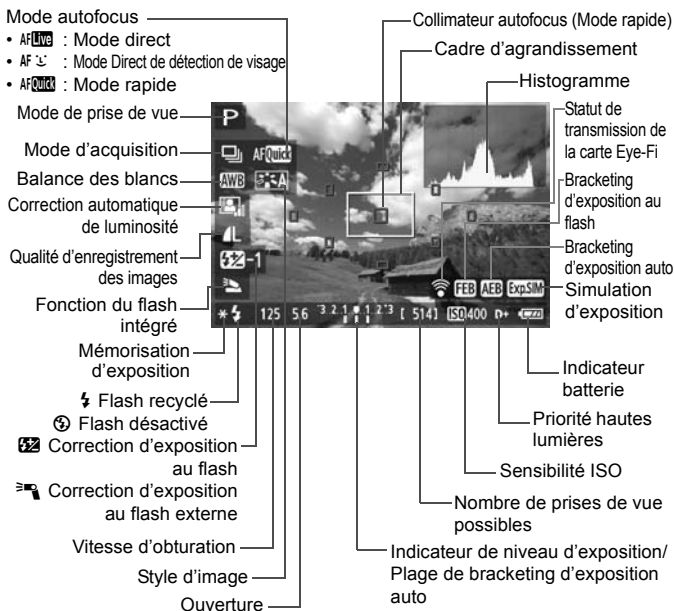 Mode autofocus
• AF Live : Mode direct
• AF : Mode Direct de détection de visage
• AF Quick : Mode rapide
Mode de prise de vue
Mode d'acquisition
Balance des blancs
Correction automatique
de luminosité
Qualité d'enregistrement
des images
Fonction du flash
intégré
Mémorisation
d'exposition
Flash recyclé
Flash désactivé
Correction d'exposition
au flash
Correction d'exposition
au flash externe
Vitesse d'obturation
Style d'image
Ouverture
Collimateur autofocus (Mode rapide)
Cadre d'agrandissement
Histogramme
Statut de
transmission de
la carte Eye-Fi
Bracketing
d'exposition au
flash
Bracketing
d'exposition auto
Simulation
d'exposition
Indicateur
batterie
Priorité hautes
lumières
Sensibilité ISO
Nombre de prises de vue
possibles
Indicateur de niveau d'exposition/
Plage de bracketing d'exposition
auto
P
AF Quick
AWB A
L
-1
FEB AEB Exp.SIM
* 125 5.6 3..2..1..1..2..3 [ 514] ISO 400 D+